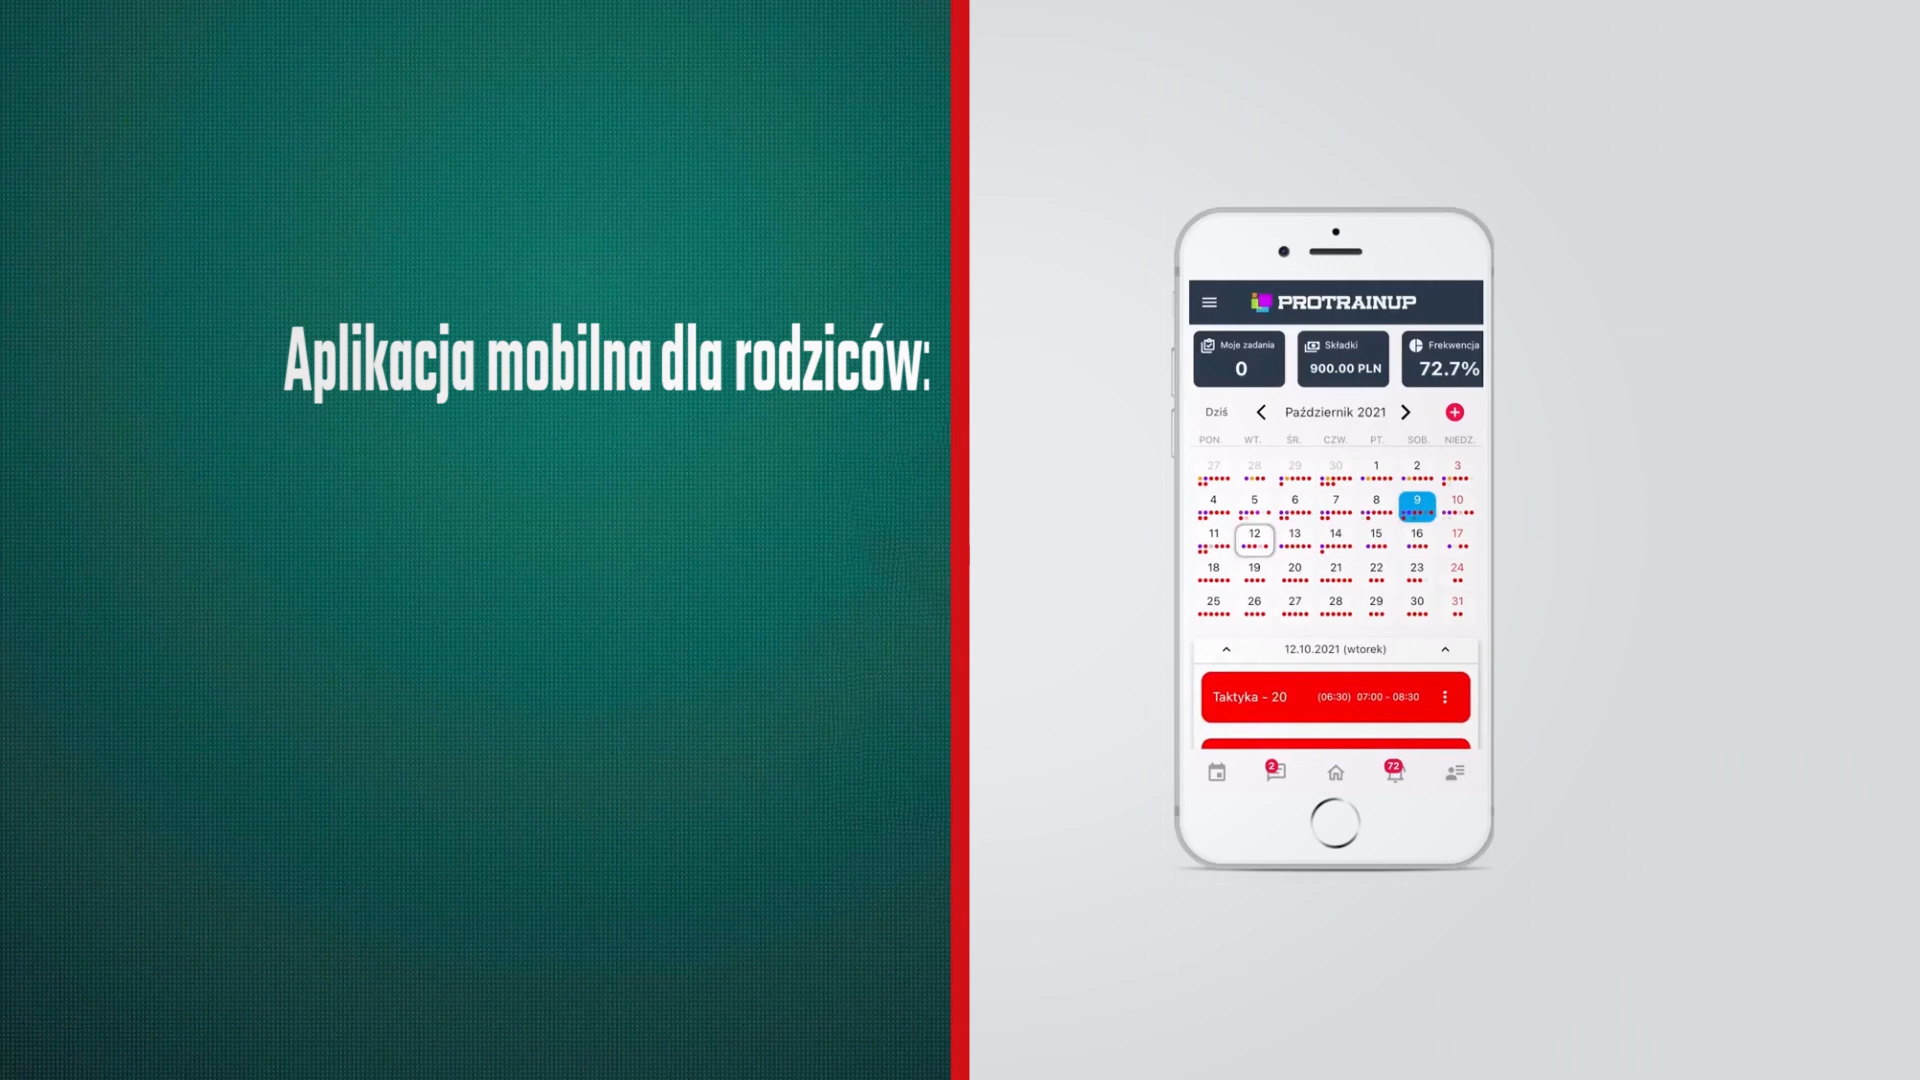 Aplikacja mobilna dla rodziców:
PROTRAINUP
Moje zadania
0
Składki
900.00 PLN
Frekwencja
72.7%
Dziś
Październik 2021
PON. WT. ŚR. CZW. PT. SOB. NIEDZ.
27 28 29 30 1 2 3
4 5 6 7 8 9 10
11 12 13 14 15 16 17
18 19 20 21 22 23 24
25 26 27 28 29 30 31
12.10.2021 (wtorek)
Taktyka - 20 (06:30) 07:00 - 08:30
2
72